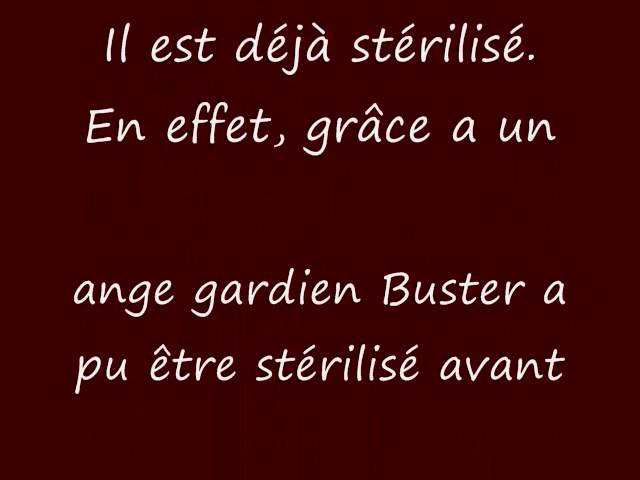 Il est déjà stérilisé.
En effet, grâce a un
ange gardien Buster a
pu être stérilisé avant